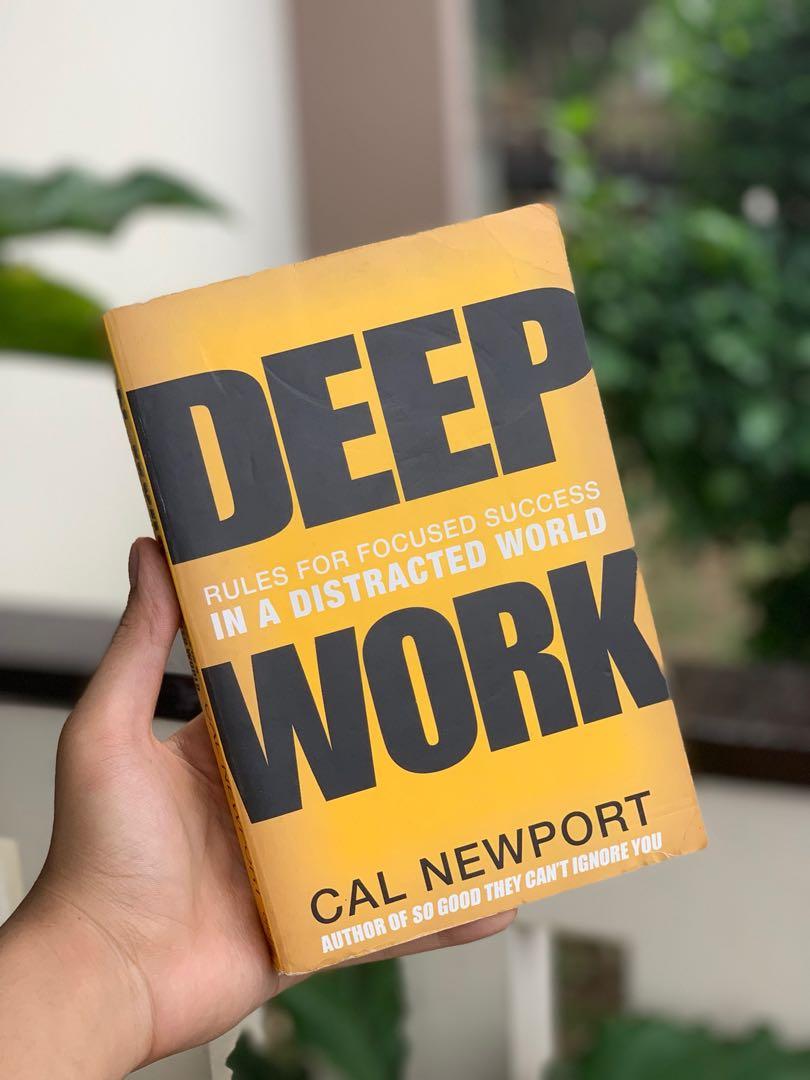 DEEP
RULES FOR FOCUSED SUCCESS
IN A DISTRACTED WORLD
WORK
CAL NEWPORT
AUTHOR OF SO GOOD THEY CAN'T IGNORE YOU